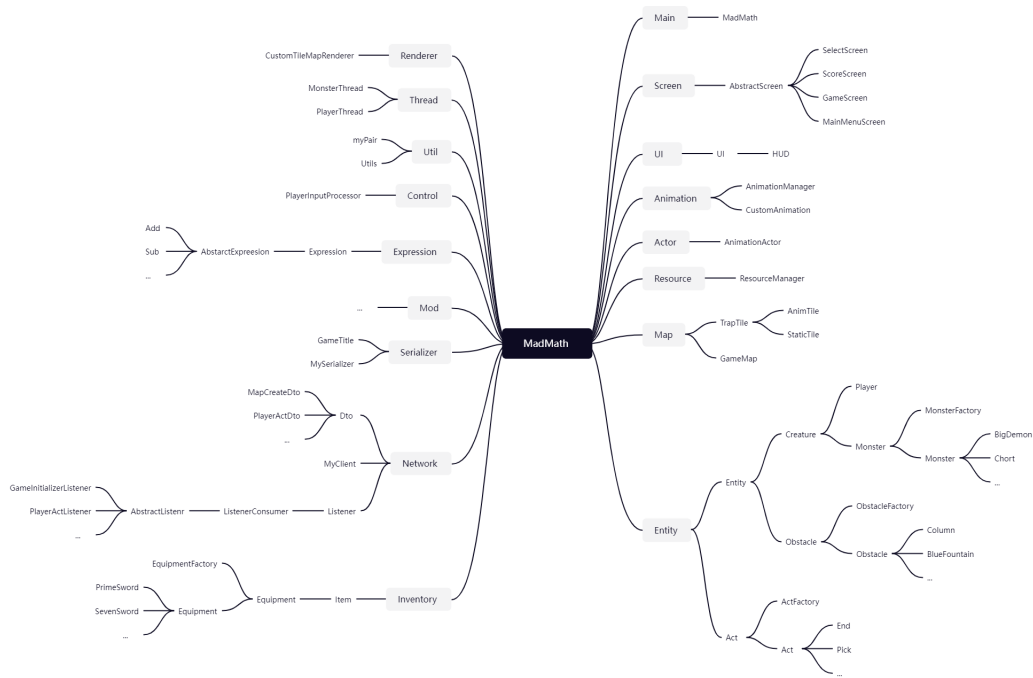 MadMath
Main
MadMath
Screen
AbstractScreen
SelectScreen
ScoreScreen
GameScreen
MainMenuScreen
UI
UI
HUD
Animation
AnimationManager
CustomAnimation
Actor
AnimationActor
Resource
ResourceManager
Map
TrapTile
AnimTile
StaticTile
GameMap
Entity
Entity
Creature
Player
Monster
MonsterFactory
Monster
BigDemon
Chort
...
Obstacle
ObstacleFactory
Obstacle
Column
BlueFountain
...
Act
ActFactory
Act
End
Pick
...
Renderer
CustomTileMapRenderer
Thread
MonsterThread
PlayerThread
Util
myPair
Utils
Control
PlayerInputProcessor
Expression
Expression
AbstarctExpreesion
Add
Sub
...
Mod
...
Serializer
GameTitle
MySerializer
Network
Dto
MapCreateDto
PlayerActDto
...
MyClient
Listener
ListenerConsumer
AbstractListenr
GameInitializerListener
PlayerActListener
...
Inventory
Item
Equipment
EquipmentFactory
Equipment
PrimeSword
SevenSword
...